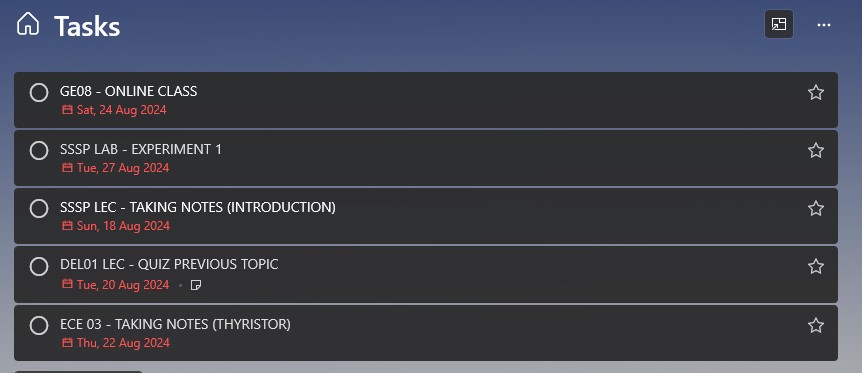 Tasks
GE08 - ONLINE CLASS
Sat, 24 Aug 2024
SSSP LAB - EXPERIMENT 1
Tue, 27 Aug 2024
SSSP LEC - TAKING NOTES (INTRODUCTION)
Sun, 18 Aug 2024
DEL01 LEC - QUIZ PREVIOUS TOPIC
Tue, 20 Aug 2024
ECE 03 - TAKING NOTES (THYRISTOR)
Thu, 22 Aug 2024